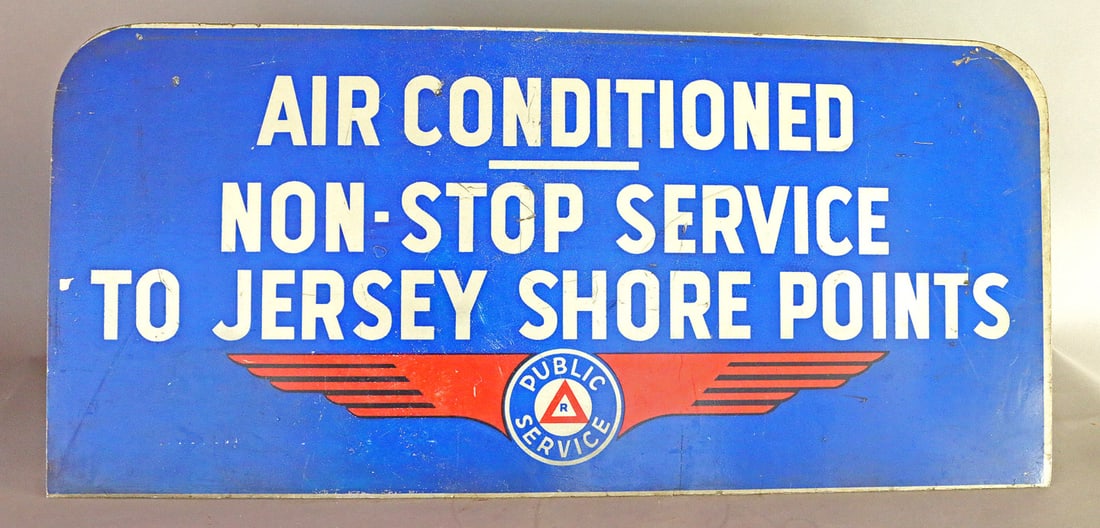 AIR CONDITIONED
NON-STOP SERVICE
TO JERSEY SHORE POINTS
PUBLIC
R
SERVICE